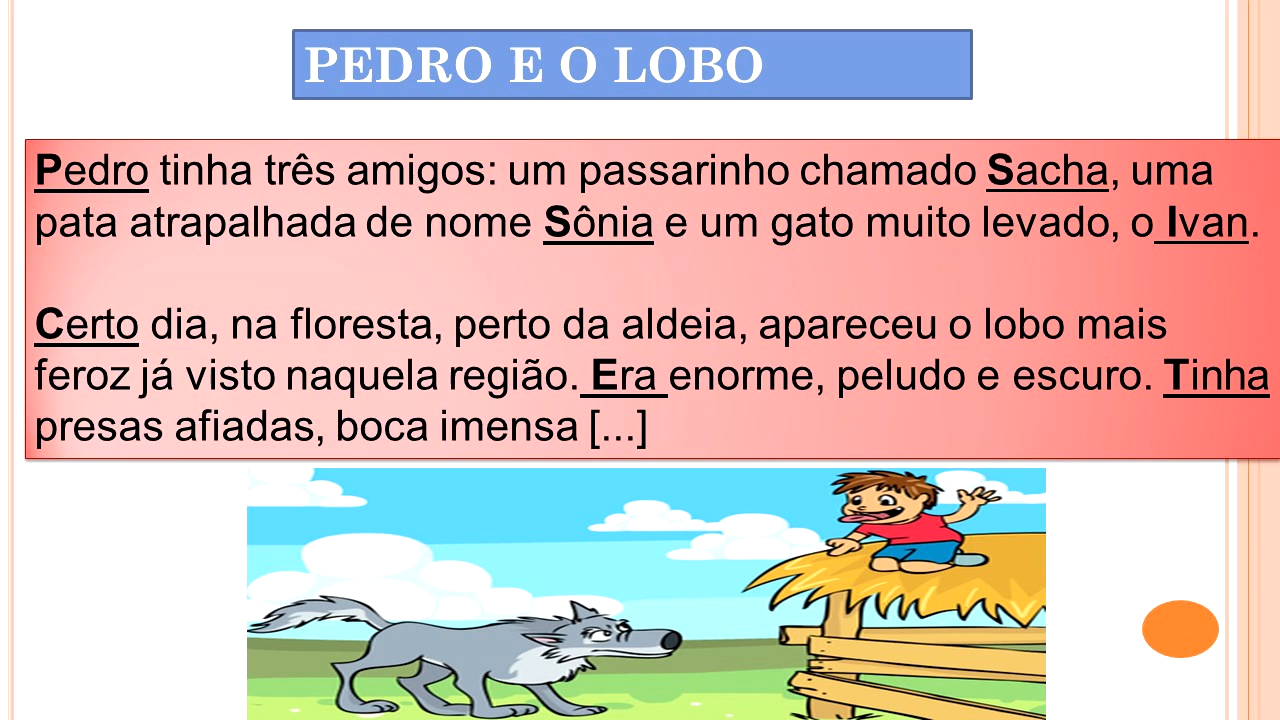 PEDRO E O LOBO
Pedro tinha três amigos: um passarinho chamado Sacha, uma
pata atrapalhada de nome Sônia e um gato muito levado, o Ivan.
Certo dia, na floresta, perto da aldeia, apareceu o lobo mais
feroz já visto naquela região. Era enorme, peludo e escuro. Tinha
presas afiadas, boca imensa [...]